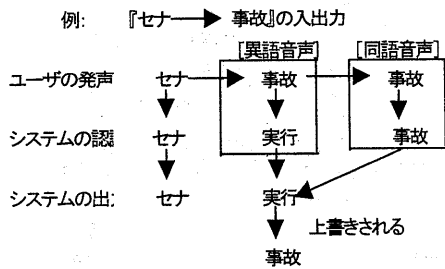 例: 『セナ→事故』の入出力
[異語音声] [同語音声]
ユーザの発声 セナ 事故 事故
システムの認 セナ 実行 事故
システムの出 セナ 実行
上書きされる
事故